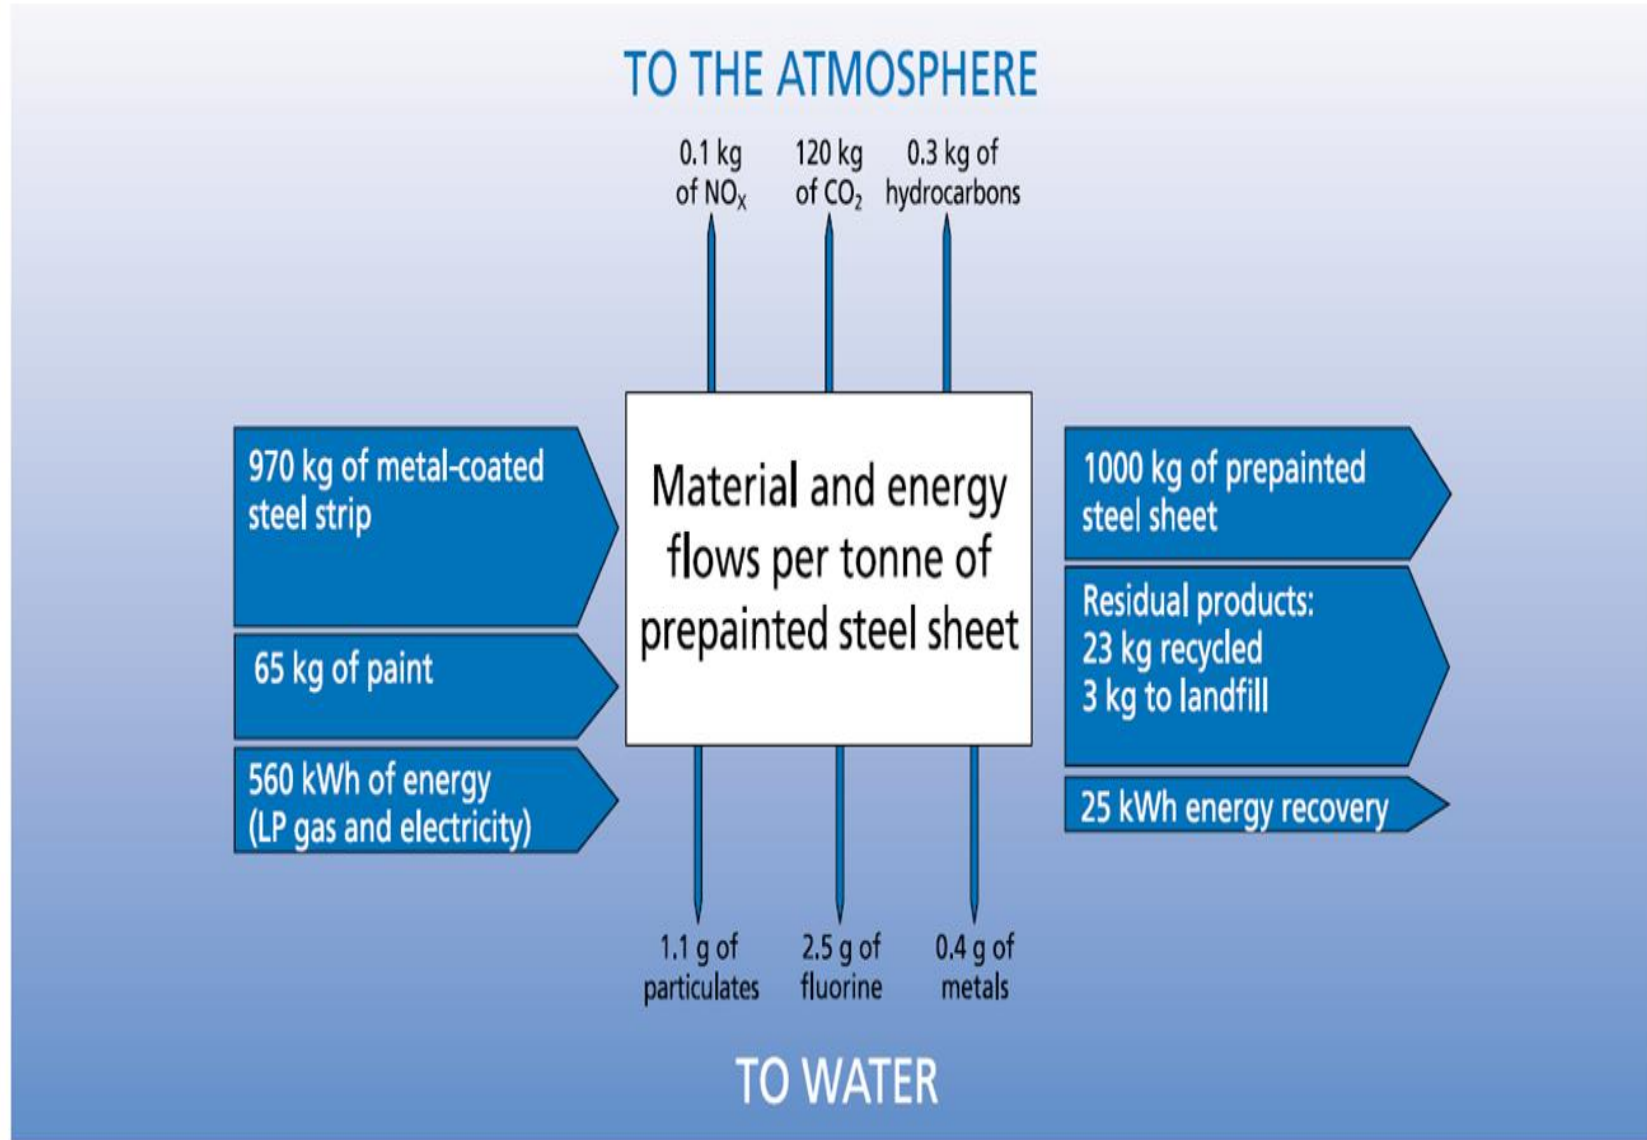 TO THE ATMOSPHERE
0.1 kg
of NOₓ
120 kg
of CO₂
0.3 kg of
hydrocarbons
970 kg of metal-coated
steel strip
65 kg of paint
560 kWh of energy
(LP gas and electricity)
Material and energy
flows per tonne of
prepainted steel sheet
1000 kg of prepainted
steel sheet
Residual products:
23 kg recycled
3 kg to landfill
25 kWh energy recovery
1.1 g of
particulates
2.5 g of
fluorine
0.4 g of
metals
TO WATER